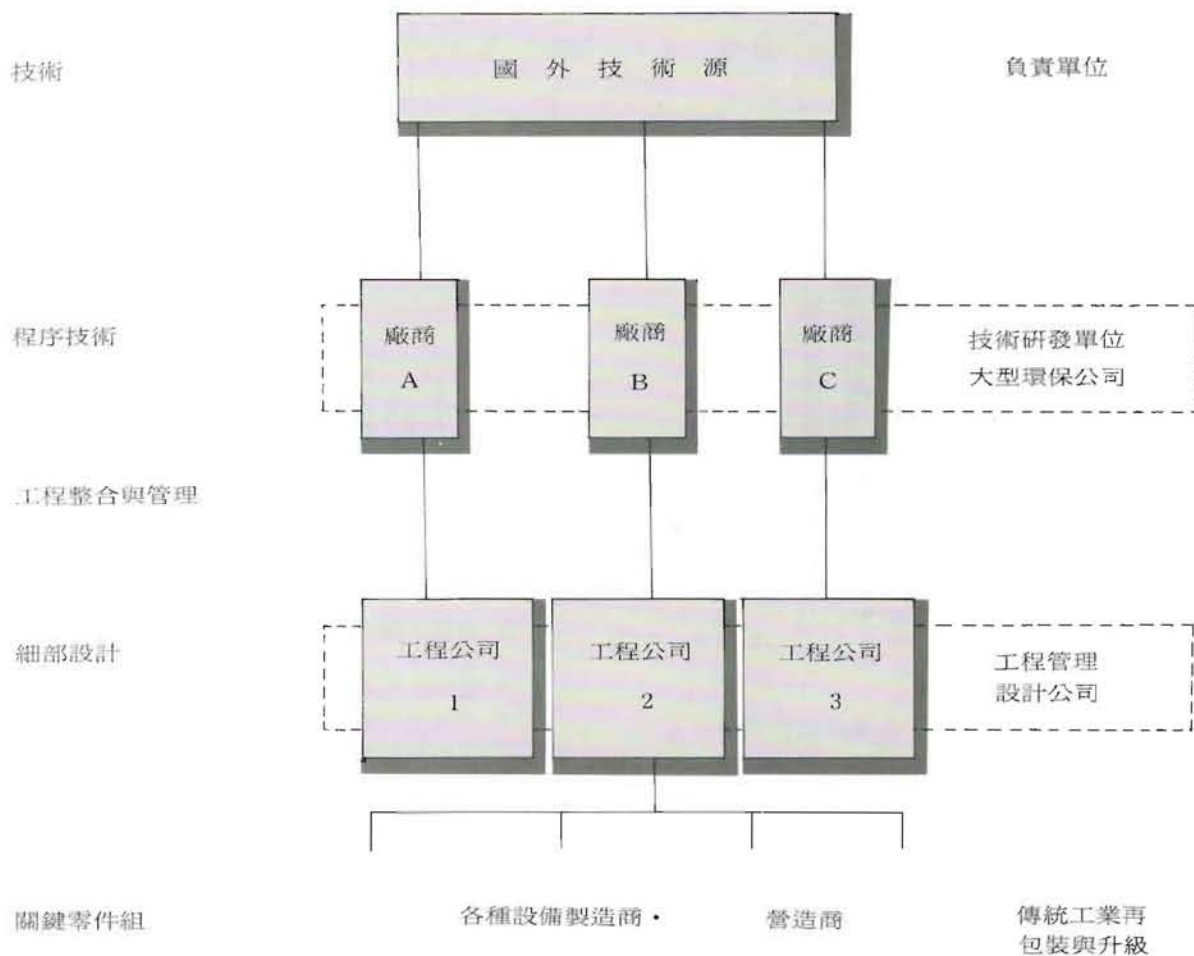 技術
國外技術源
負責單位
程序技術
廠商
A
廠商
B
廠商
C
技術研發單位
大型環保公司
工程整合與管理
細部設計
工程公司
1
工程公司
2
工程公司
3
工程管理
設計公司
關鍵零件組
各種設備製造商·
營造商
傳統工業再
包裝與升級